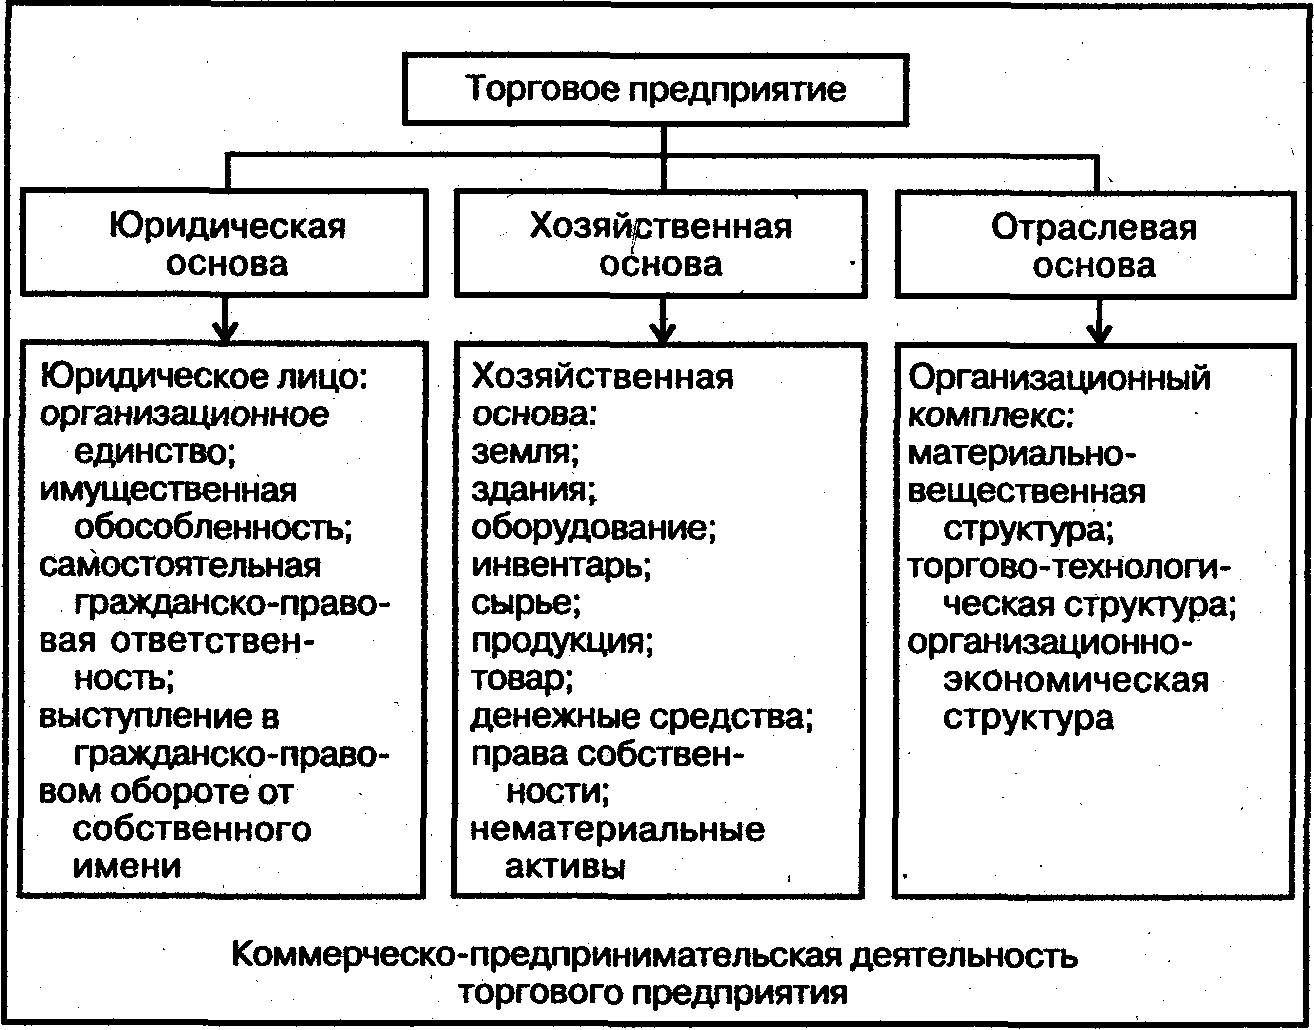 Торговое предприятие
Юридическая
основа
Хозяйственная
основа
Отраслевая
основа
Юридическое лицо:
организационное
единство;
имущественная
обособленность;
самостоятельная
гражданско-право-
вая ответствен-
ность;
выступление в
гражданско-право-
вом обороте от
собственного
имени
Хозяйственная
основа:
земля;
здания;
оборудование;
инвентарь;
сырье;
продукция;
товар;
денежные средства;
права собствен-
ности;
нематериальные
активы
Организационный
комплекс:
материально-
вещественная
структура;
торгово-технологи-
ческая структура;
организационно-
экономическая
структура
Коммерческо-предпринимательская деятельность
торгового предприятия